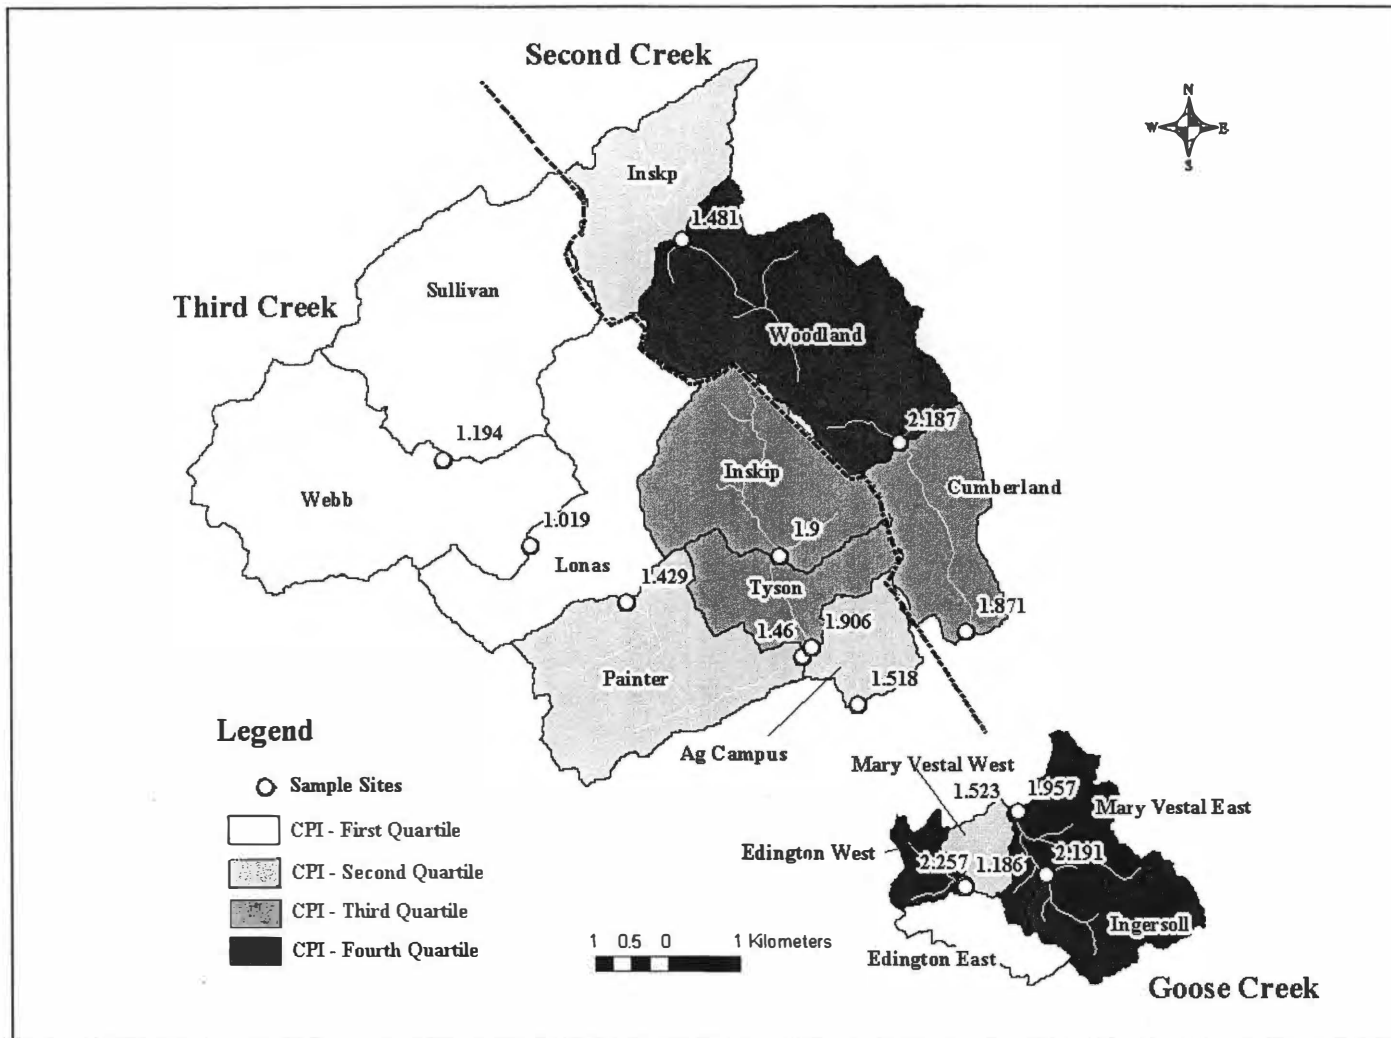 Second Creek
N
W
E
S
Inskp
1.481
Sullivan
Third Creek
Woodland
2.187
1.194
Inskip
Cumberland
Webb
1.019
1.9
Lonas
1.429
Tyson
1.871
1.46
1.906
Painter
1.518
Legend
Ag Campus
Mary Vestal West
Sample Sites
1.523
1.957
Mary Vestal East
CPI - First Quartile
Edington West
2.257
1.186
2.191
CPI - Second Quartile
CPI - Third Quartile
Ingersoll
CPI - Fourth Quartile
1 0.5 0 1 Kilometers
Edington East
Goose Creek